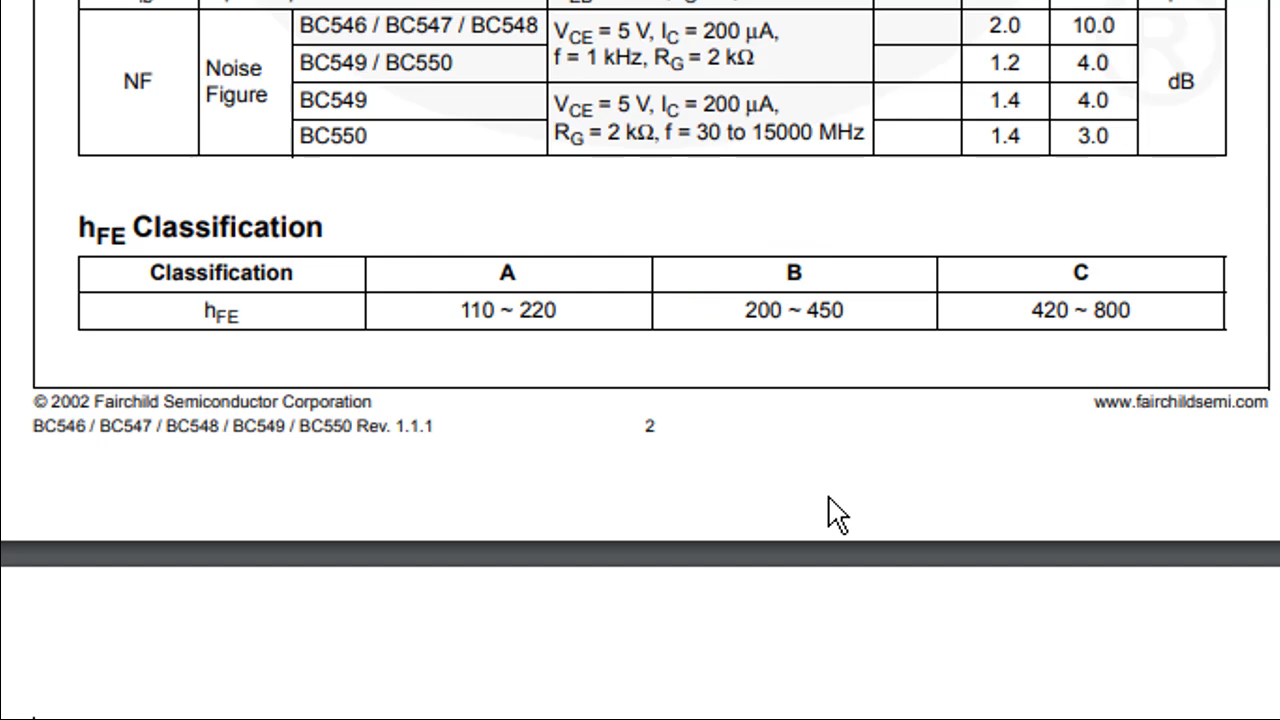 BC546 / BC547 / BC548
VCE = 5 V, IC = 200 µA,
f = 1 kHz, RG = 2 kΩ
2.0
10.0
NF
Noise
Figure
BC549 / BC550
1.2
4.0
dB
BC549
VCE = 5 V, IC = 200 µA,
RG = 2 kΩ, f = 30 to 15000 MHz
1.4
4.0
BC550
1.4
3.0
hFE Classification
Classification A B C
hFE 110 ~ 220 200 ~ 450 420 ~ 800
© 2002 Fairchild Semiconductor Corporation www.fairchildsemi.com
BC546 / BC547 / BC548 / BC549 / BC550 Rev. 1.1.1 2